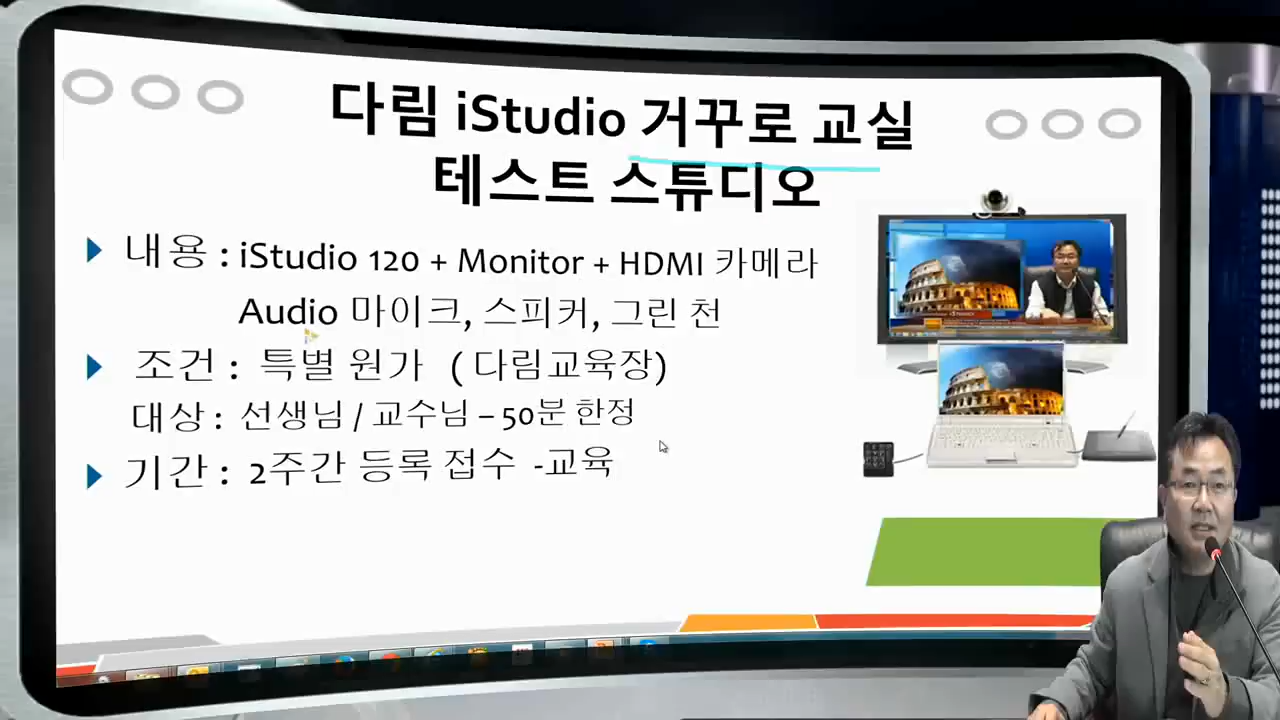 다림 iStudio 거꾸로 교실
테스트 스튜디오
내용 : iStudio 120 + Monitor + HDMI 카메라
Audio 마이크, 스피커, 그린 천
조건 : 특별 원가 ( 다림교육장)
대상 : 선생님 / 교수님 – 50분 한정
기간 : 2주간 등록 접수 -교육